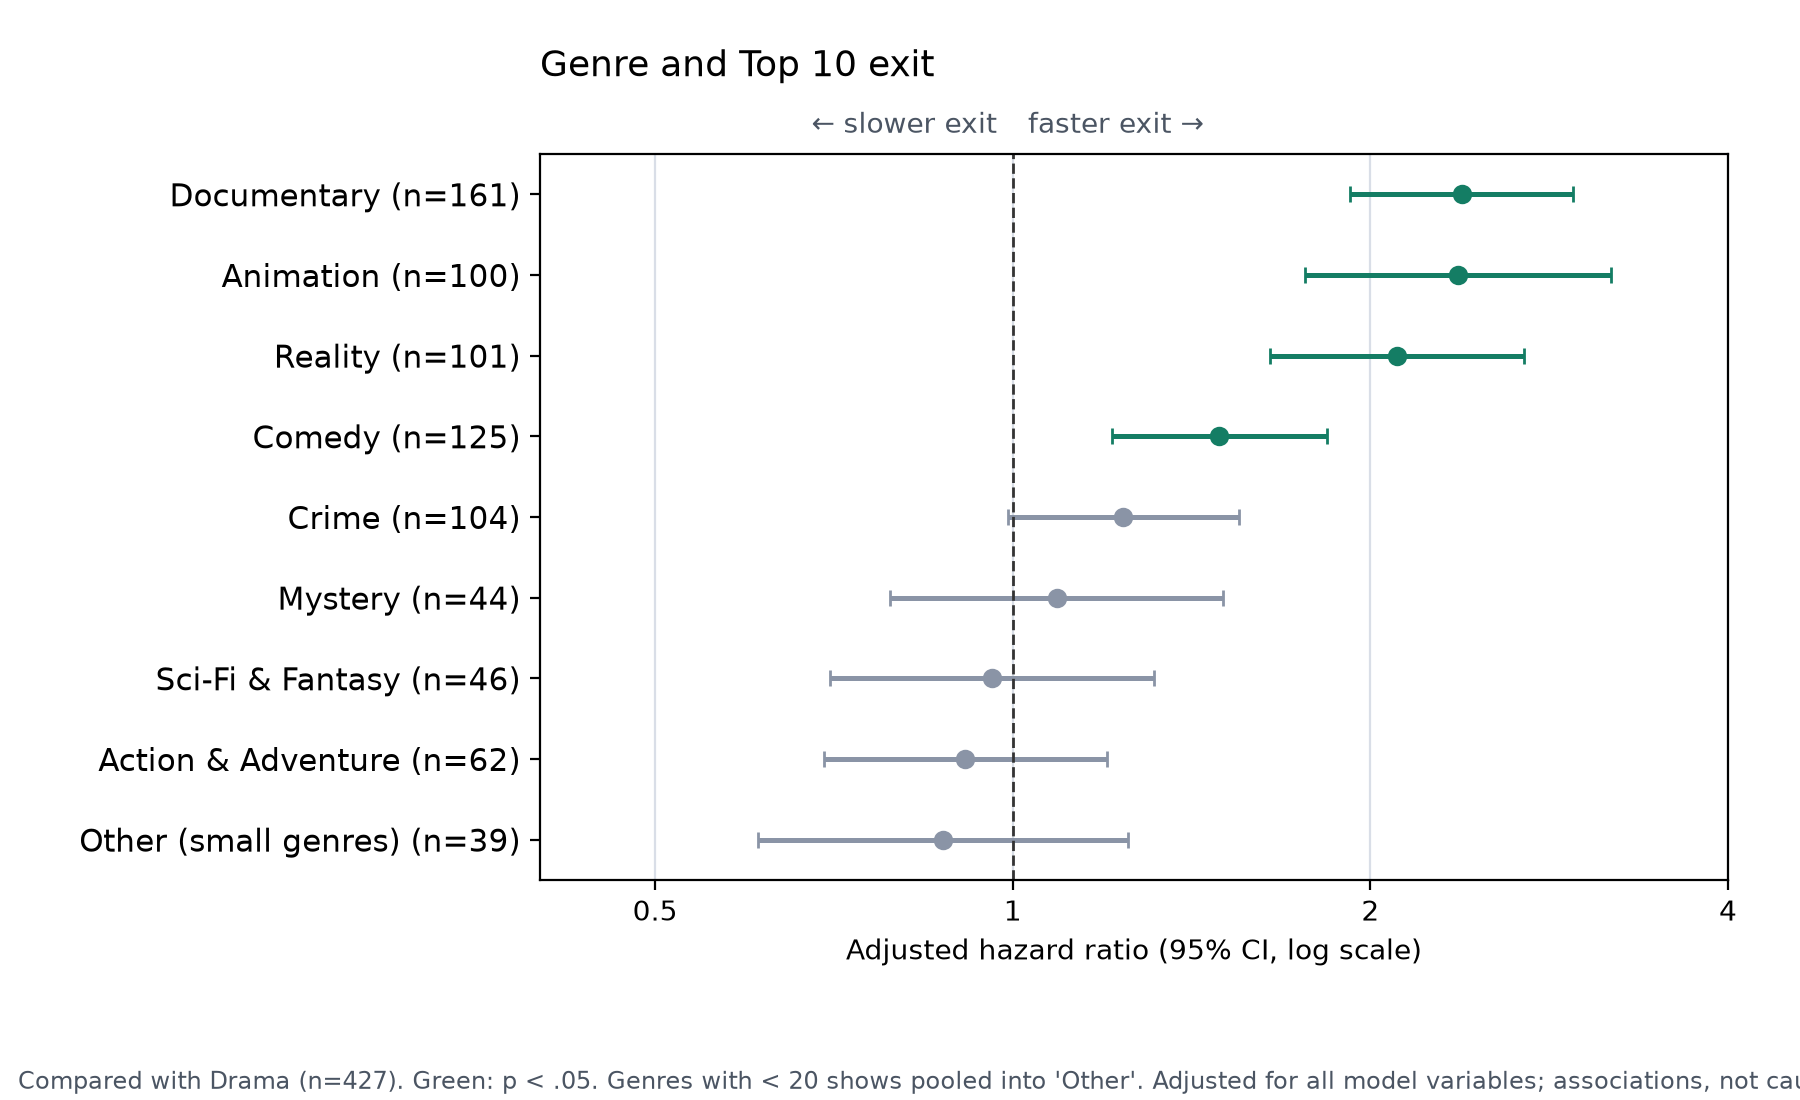 Genre and Top 10 exit
← slower exit faster exit →
Documentary (n=161)
Animation (n=100)
Reality (n=101)
Comedy (n=125)
Crime (n=104)
Mystery (n=44)
Sci-Fi & Fantasy (n=46)
Action & Adventure (n=62)
Other (small genres) (n=39)
0.5 1 2 4
Adjusted hazard ratio (95% CI, log scale)
Compared with Drama (n=427). Green: p < .05. Genres with < 20 shows pooled into 'Other'. Adjusted for all model variables; associations, not